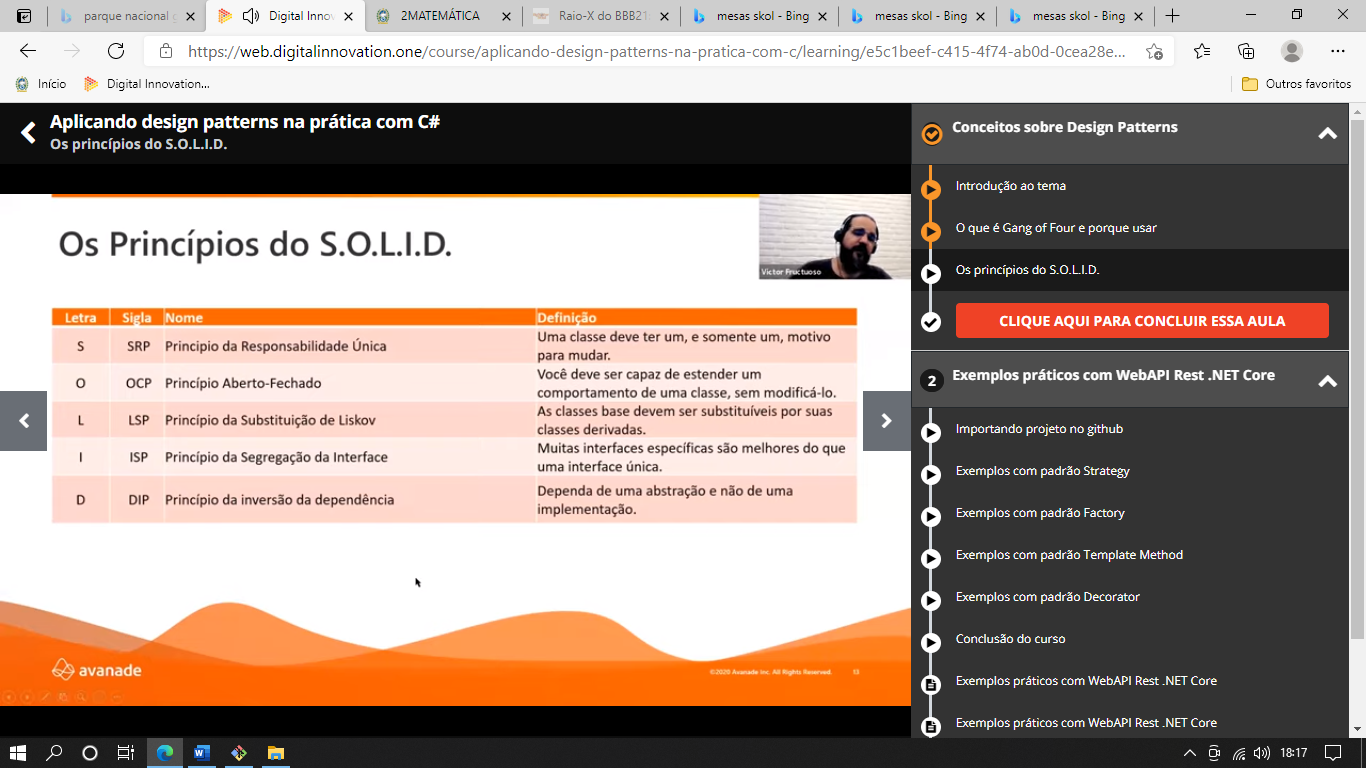 parque nacional g
Digital Innov
2MATEMÁTICA
Raio-X do BBB21:
mesas skol - Bing
mesas skol - Bing
mesas skol - Bing
https://web.digitalinnovation.one/course/aplicando-design-patterns-na-pratica-com-c/learning/e5c1beef-c415-4f74-ab0d-0cea28e...
Início
Digital Innovation...
Outros favoritos
Aplicando design patterns na prática com C#
Os princípios do S.O.L.I.D.
Os Princípios do S.O.L.I.D.
Victor Fructuoso
Letra Sigla Nome Definição
S SRP Principio da Responsabilidade Única Uma classe deve ter um, e somente um, motivo
para mudar.
O OCP Princípio Aberto-Fechado Você deve ser capaz de estender um
comportamento de uma classe, sem modificá-lo.
L LSP Princípio da Substituição de Liskov As classes base devem ser substituíveis por suas
classes derivadas.
I ISP Princípio da Segregação da Interface Muitas interfaces específicas são melhores do que
uma interface única.
D DIP Princípio da inversão da dependência Dependa de uma abstração e não de uma
implementação.
avanade
©2020 Avanade Inc. All Rights Reserved. 13
Conceitos sobre Design Patterns
Introdução ao tema
O que é Gang of Four e porque usar
Os princípios do S.O.L.I.D.
CLIQUE AQUI PARA CONCLUIR ESSA AULA
2 Exemplos práticos com WebAPI Rest .NET Core
Importando projeto no github
Exemplos com padrão Strategy
Exemplos com padrão Factory
Exemplos com padrão Template Method
Exemplos com padrão Decorator
Conclusão do curso
Exemplos práticos com WebAPI Rest .NET Core
Exemplos práticos com WebAPI Rest .NET Core
18:17